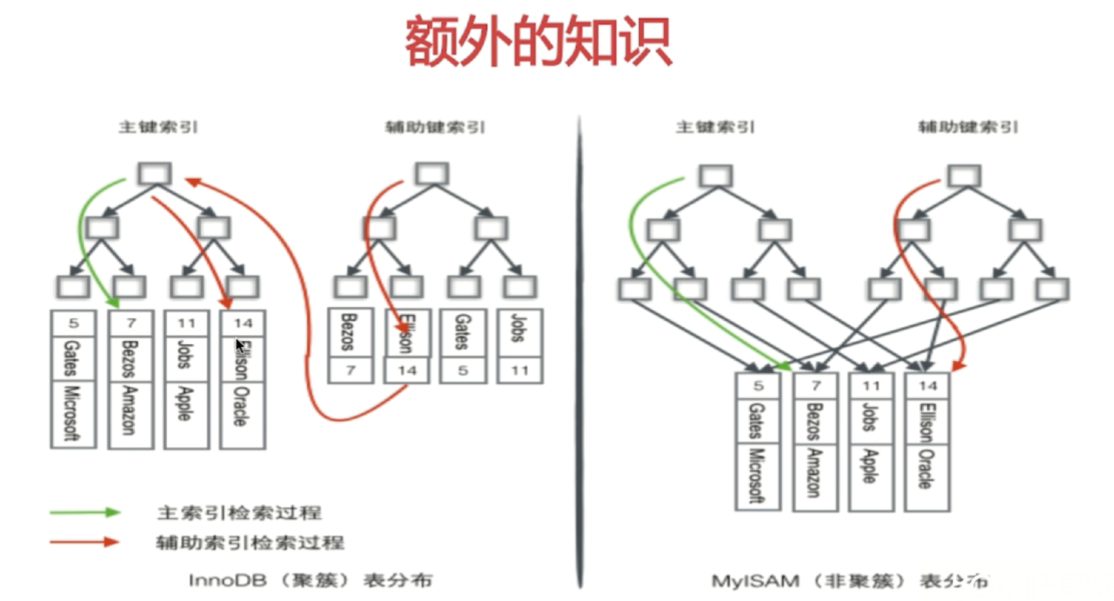 额外的知识
主键索引
辅助键索引
主键索引
辅助键索引
5 7 11 14
Gates Bezos Jobs Ellison
Microsoft Amazon Apple Oracle
Bezos Ellison Gates Jobs
7 14 5 11
5 7 11 14
Gates Bezos Jobs Ellison
Microsoft Amazon Apple Oracle
主索引检索过程
辅助索引检索过程
InnoDB（聚簇）表分布
MyISAM（非聚簇）表分布